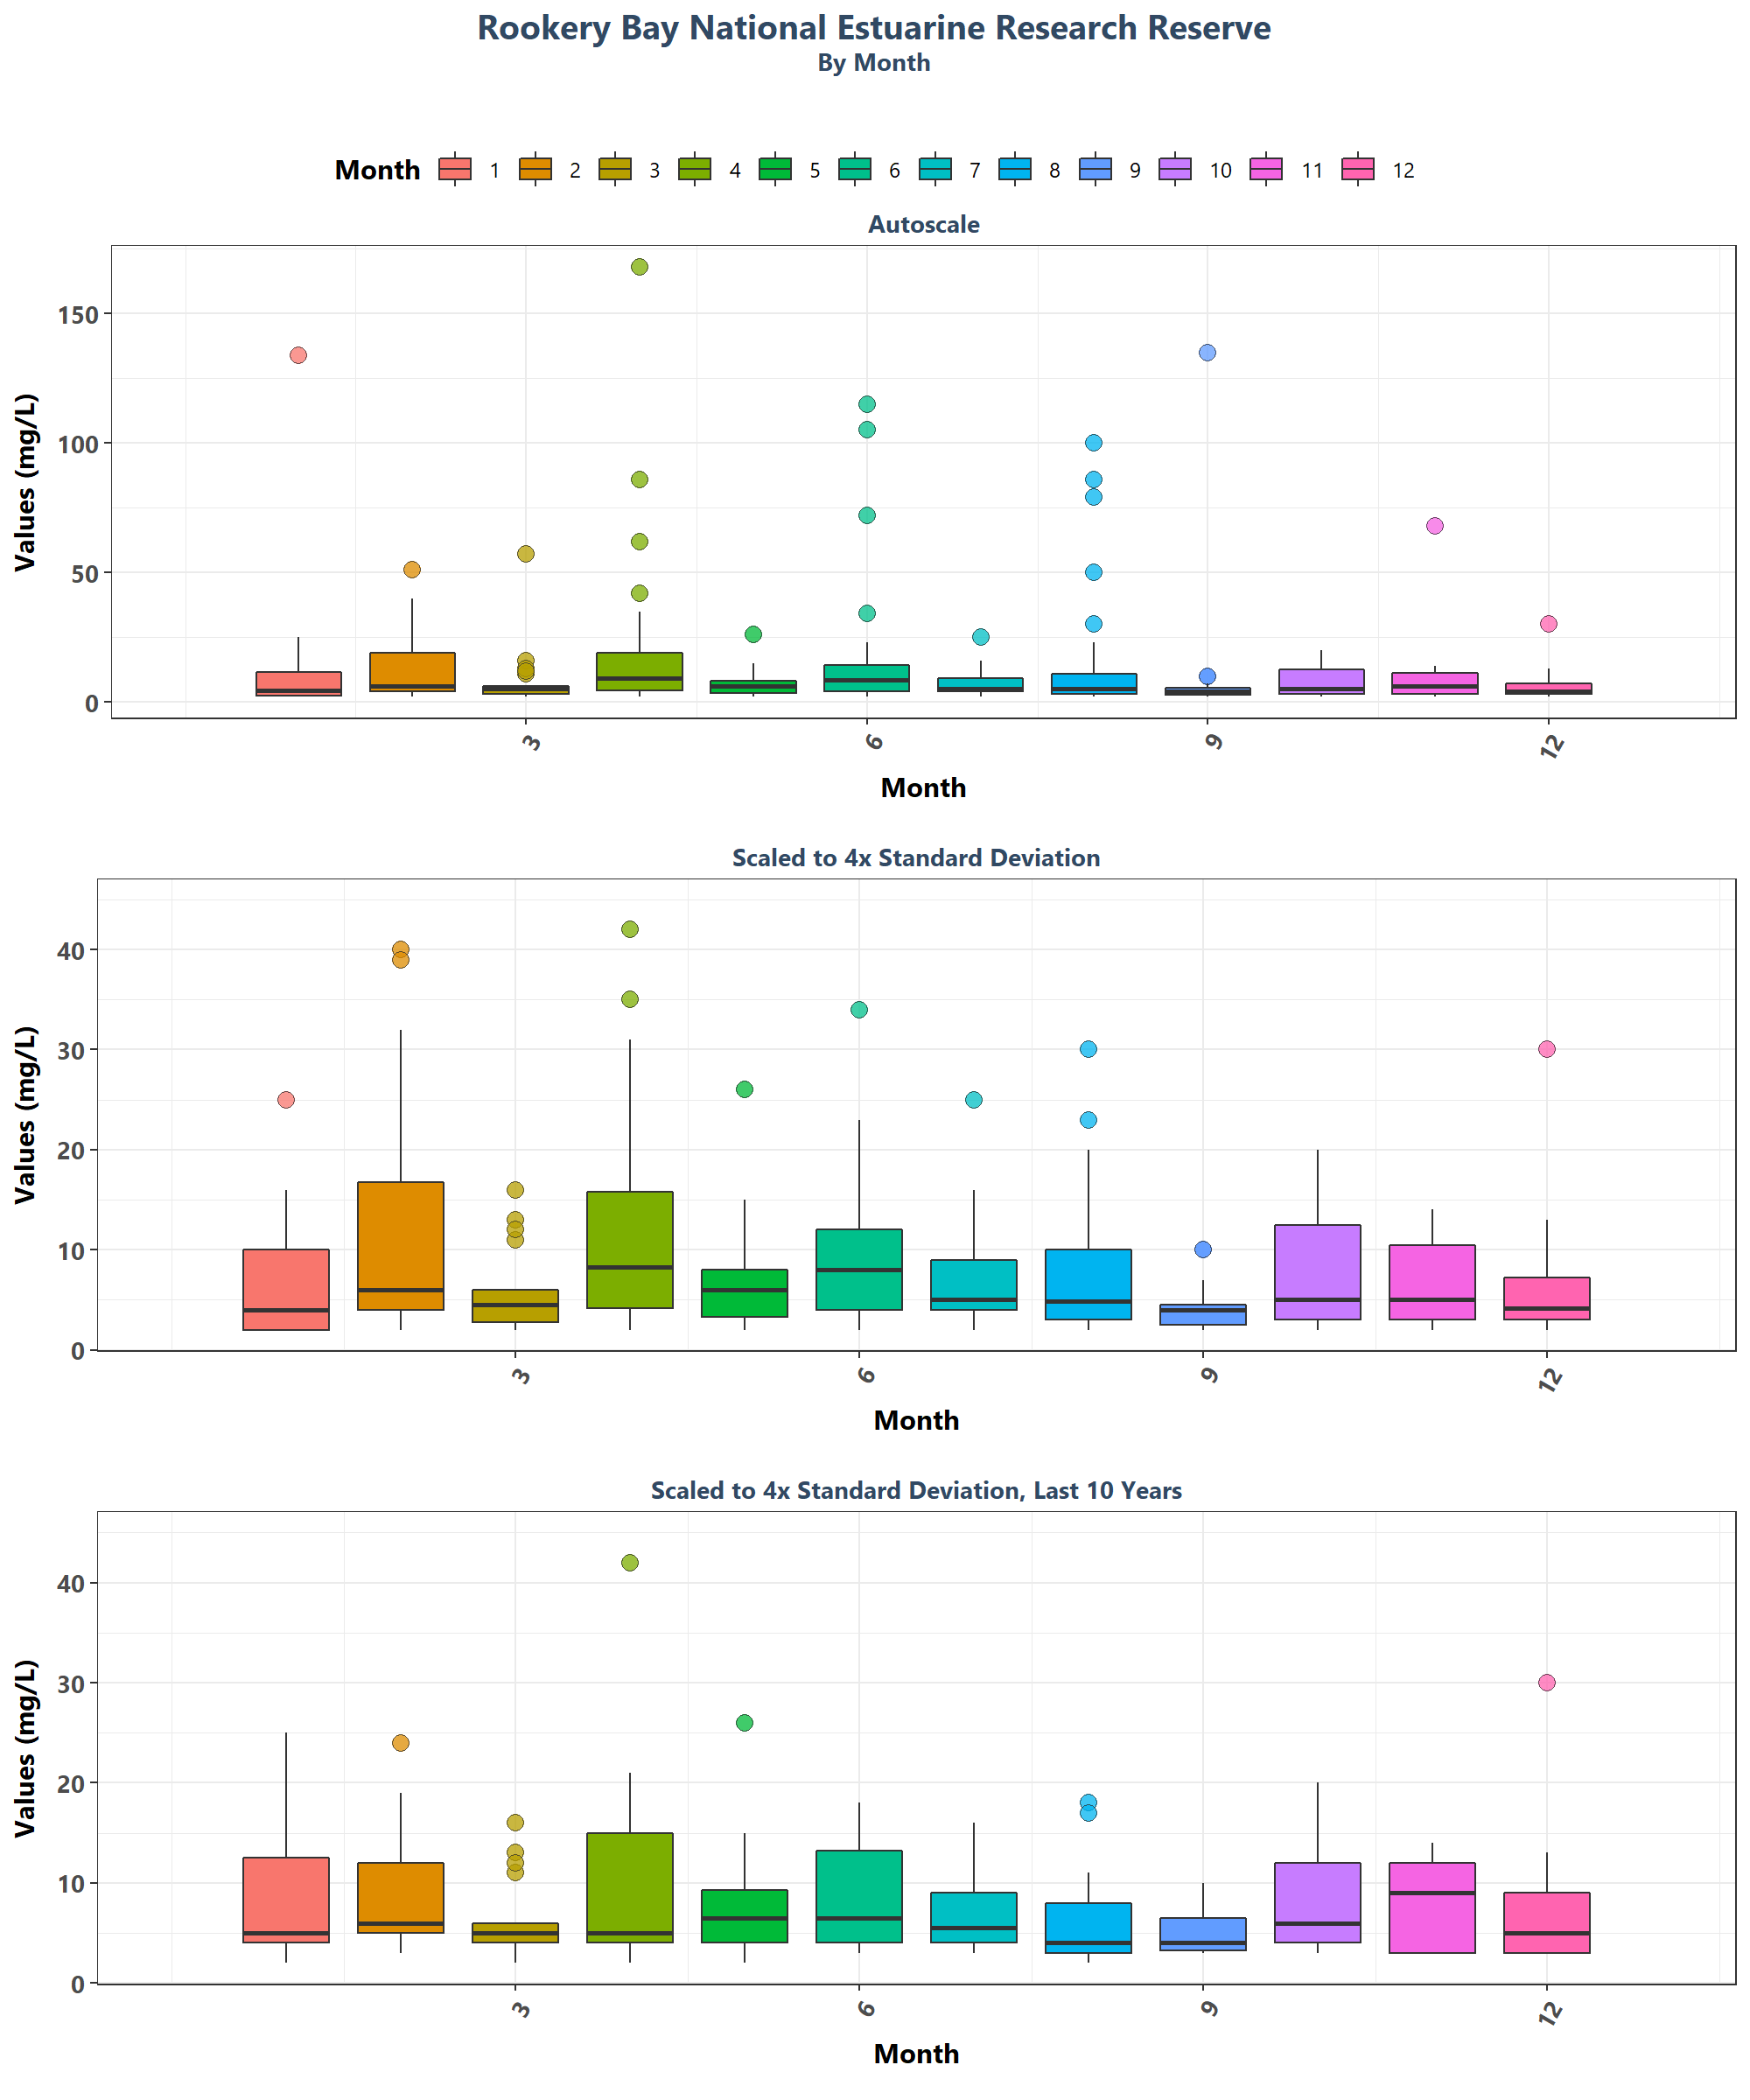 Rookery Bay National Estuarine Research Reserve
By Month
Month 1 2 3 4 5 6 7 8 9 10 11 12
Autoscale
Values (mg/L)
150
100
50
0
3 6 9 12
Month
Scaled to 4x Standard Deviation
Values (mg/L)
40
30
20
10
0
3 6 9 12
Month
Scaled to 4x Standard Deviation, Last 10 Years
Values (mg/L)
40
30
20
10
0
3 6 9 12
Month